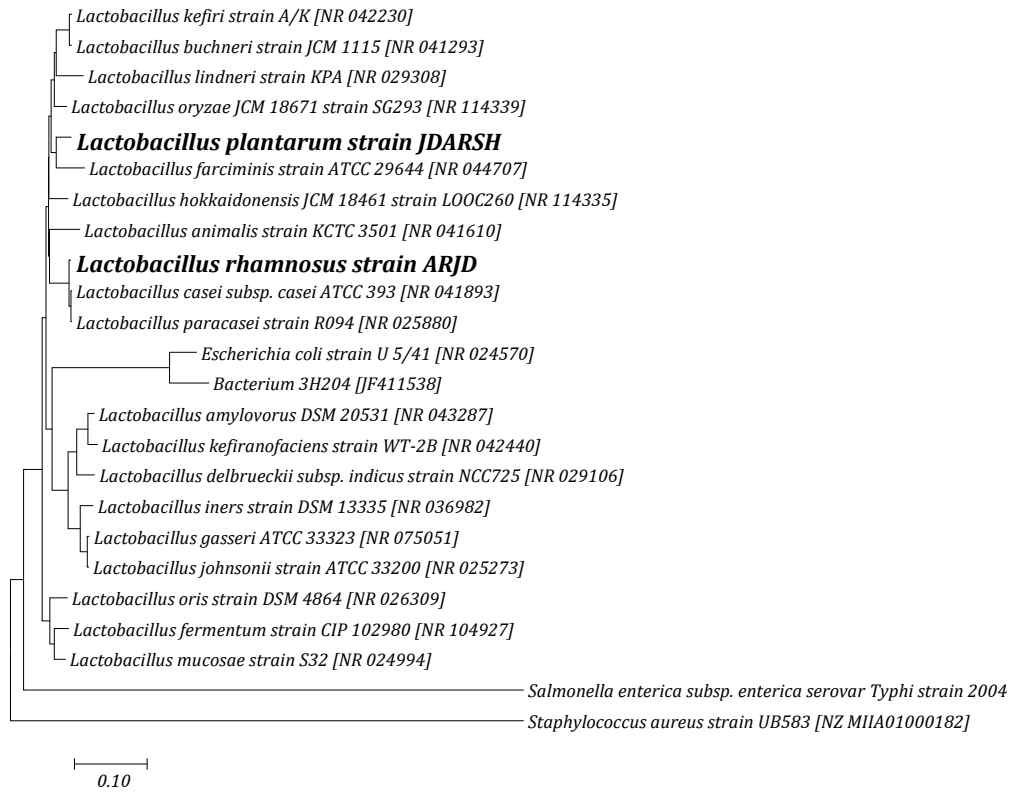 Lactobacillus kefiri strain A/K [NR 042230]
Lactobacillus buchneri strain JCM 1115 [NR 041293]
Lactobacillus lindneri strain KPA [NR 029308]
Lactobacillus oryzae JCM 18671 strain SG293 [NR 114339]
Lactobacillus plantarum strain JDARSH
Lactobacillus farciminis strain ATCC 29644 [NR 044707]
Lactobacillus hokkaidonensis JCM 18461 strain LOOC260 [NR 114335]
Lactobacillus animalis strain KCTC 3501 [NR 041610]
Lactobacillus rhamnosus strain ARJD
Lactobacillus casei subsp. casei ATCC 393 [NR 041893]
Lactobacillus paracasei strain R094 [NR 025880]
Escherichia coli strain U 5/41 [NR 024570]
Bacterium 3H204 [JF411538]
Lactobacillus amylovorus DSM 20531 [NR 043287]
Lactobacillus kefiranofaciens strain WT-2B [NR 042440]
Lactobacillus delbrueckii subsp. indicus strain NCC725 [NR 029106]
Lactobacillus iners strain DSM 13335 [NR 036982]
Lactobacillus gasseri ATCC 33323 [NR 075051]
Lactobacillus johnsonii strain ATCC 33200 [NR 025273]
Lactobacillus oris strain DSM 4864 [NR 026309]
Lactobacillus fermentum strain CIP 102980 [NR 104927]
Lactobacillus mucosae strain S32 [NR 024994]
Salmonella enterica subsp. enterica serovar Typhi strain 2004
Staphylococcus aureus strain UB583 [NZ MIIA01000182]
0.10